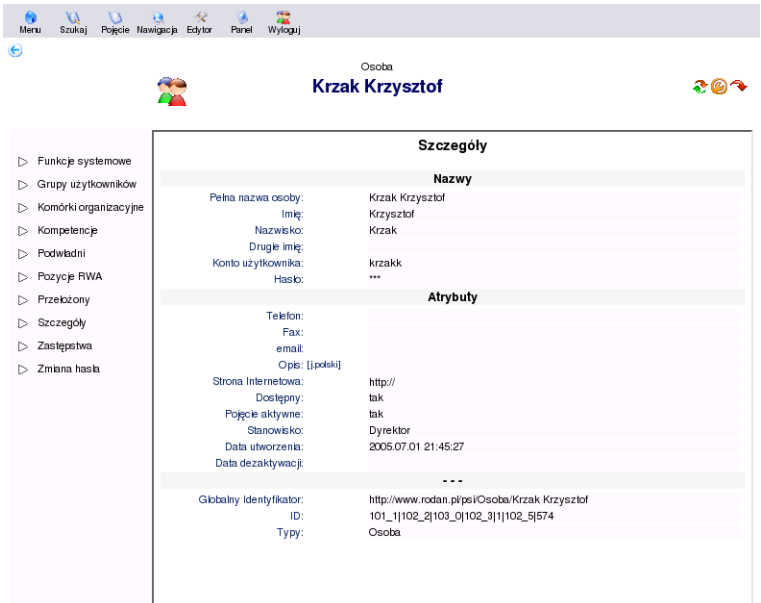 Menu Szukaj Pojęcie Nawigacja Edytor Panel Wyloguj
Osoba
Krzak Krzysztof
Funkcje systemowe
Grupy użytkowników
Komórki organizacyjne
Kompetencje
Podwładni
Pozycje RWA
Przełożony
Szczegóły
Zastępstwa
Zmiana hasła
Szczegóły
Nazwy
Pełna nazwa osoby: Krzak Krzysztof
Imię: Krzysztof
Nazwisko: Krzak
Drugie imię:
Konto użytkownika: krzakk
Hasło: ***
Atrybuty
Telefon:
Fax:
email:
Opis: [j.polski]
Strona Internetowa: http://
Dostępny: tak
Pojęcie aktywne: tak
Stanowisko: Dyrektor
Data utworzenia: 2005.07.01 21:45:27
Data dezaktywacji:
- - -
Globalny Identyfikator: http://www.rodan.pl/psi/Osoba/Krzak Krzysztof
ID: 101_1|102_2|103_0|102_3|1|102_5|574
Typy: Osoba